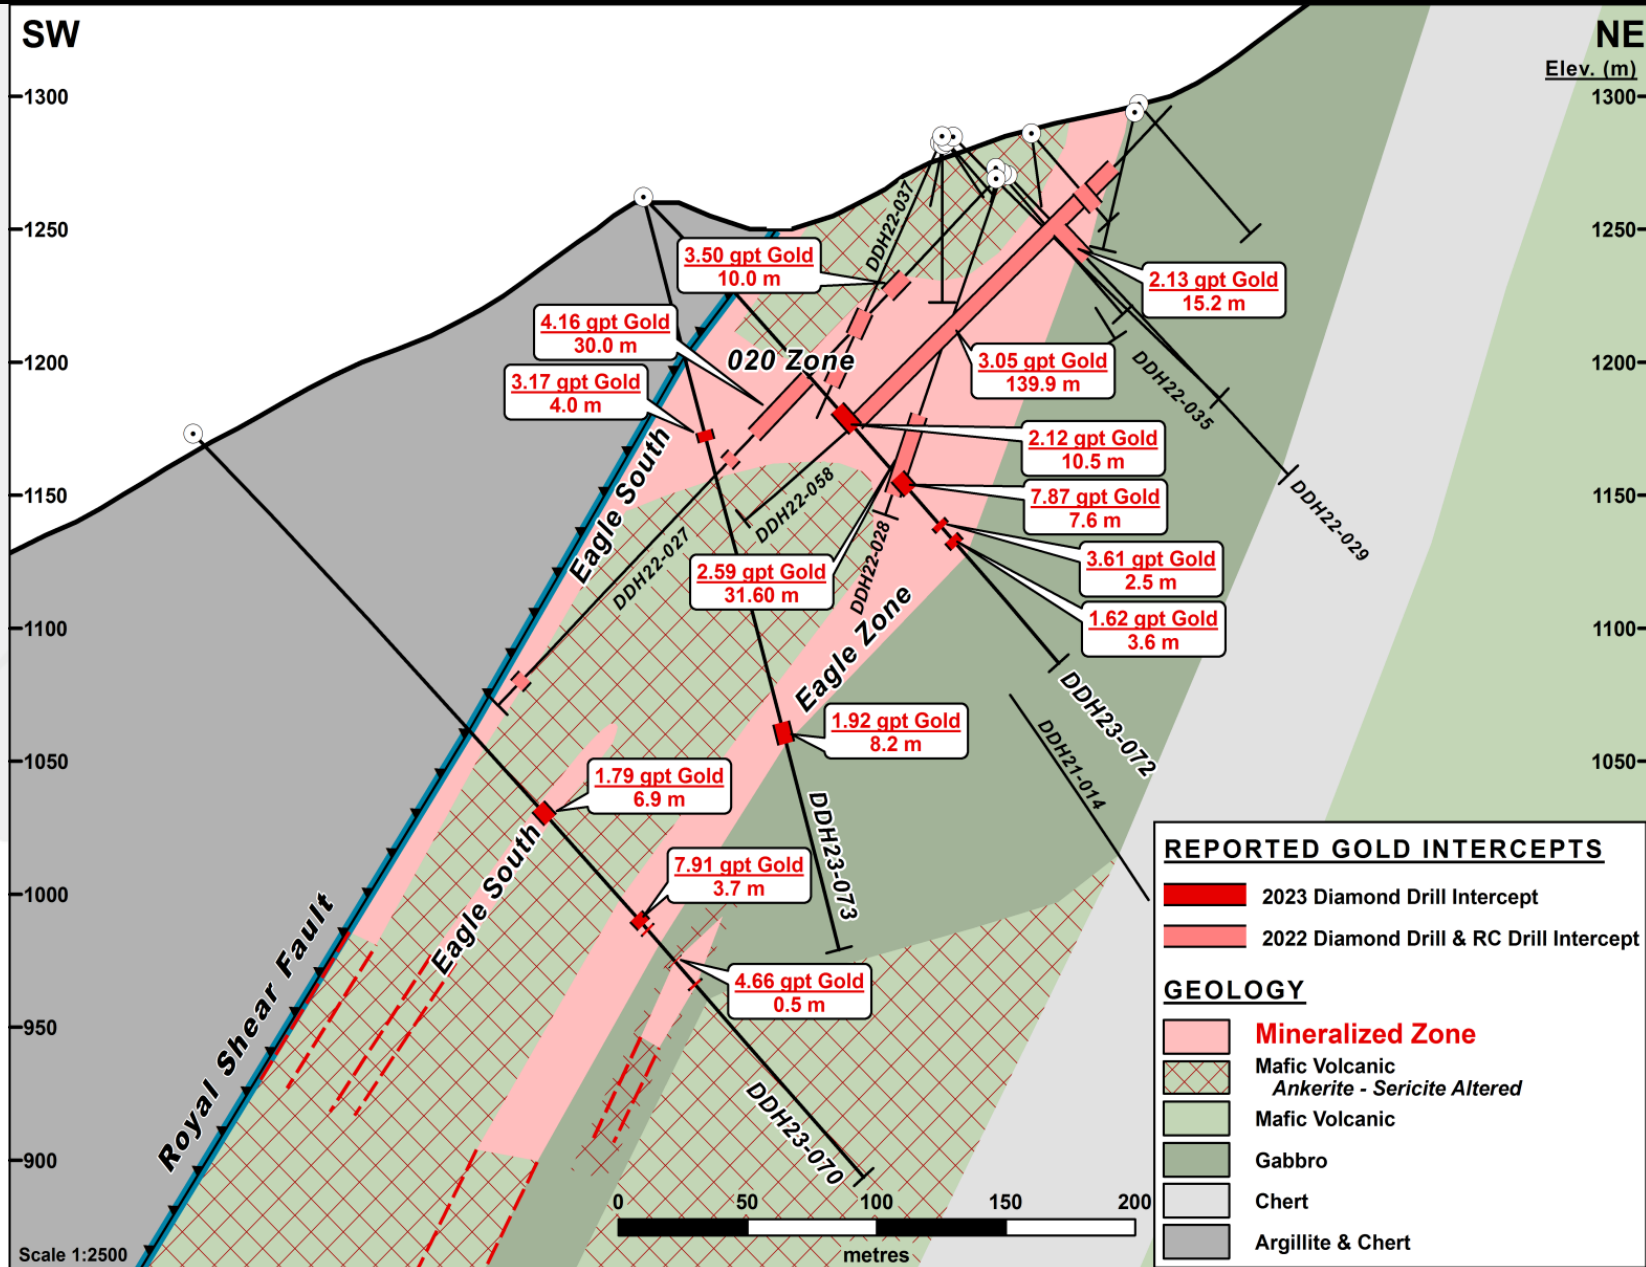 SW
NE
Elev. (m)
1300
1300
1250
1250
1200
1200
1150
1150
1100
1100
1050
1050
1000
950
900
DDH22-037
3.50 gpt Gold
10.0 m
2.13 gpt Gold
15.2 m
4.16 gpt Gold
30.0 m
020 Zone
3.05 gpt Gold
139.9 m
3.17 gpt Gold
4.0 m
DDH22-035
2.12 gpt Gold
10.5 m
Eagle South
DDH22-058
7.87 gpt Gold
7.6 m
DDH22-029
DDH22-027
2.59 gpt Gold
31.60 m
DDH22-028
3.61 gpt Gold
2.5 m
1.62 gpt Gold
3.6 m
Eagle Zone
DDH23-072
1.92 gpt Gold
8.2 m
DDH21-014
1.79 gpt Gold
6.9 m
DDH23-073
Eagle South
7.91 gpt Gold
3.7 m
4.66 gpt Gold
0.5 m
Royal Shear Fault
DDH23-070
REPORTED GOLD INTERCEPTS
2023 Diamond Drill Intercept
2022 Diamond Drill & RC Drill Intercept
GEOLOGY
Mineralized Zone
Mafic Volcanic
Ankerite - Sericite Altered
Mafic Volcanic
Gabbro
Chert
Argillite & Chert
0 50 100 150 200
metres
Scale 1:2500